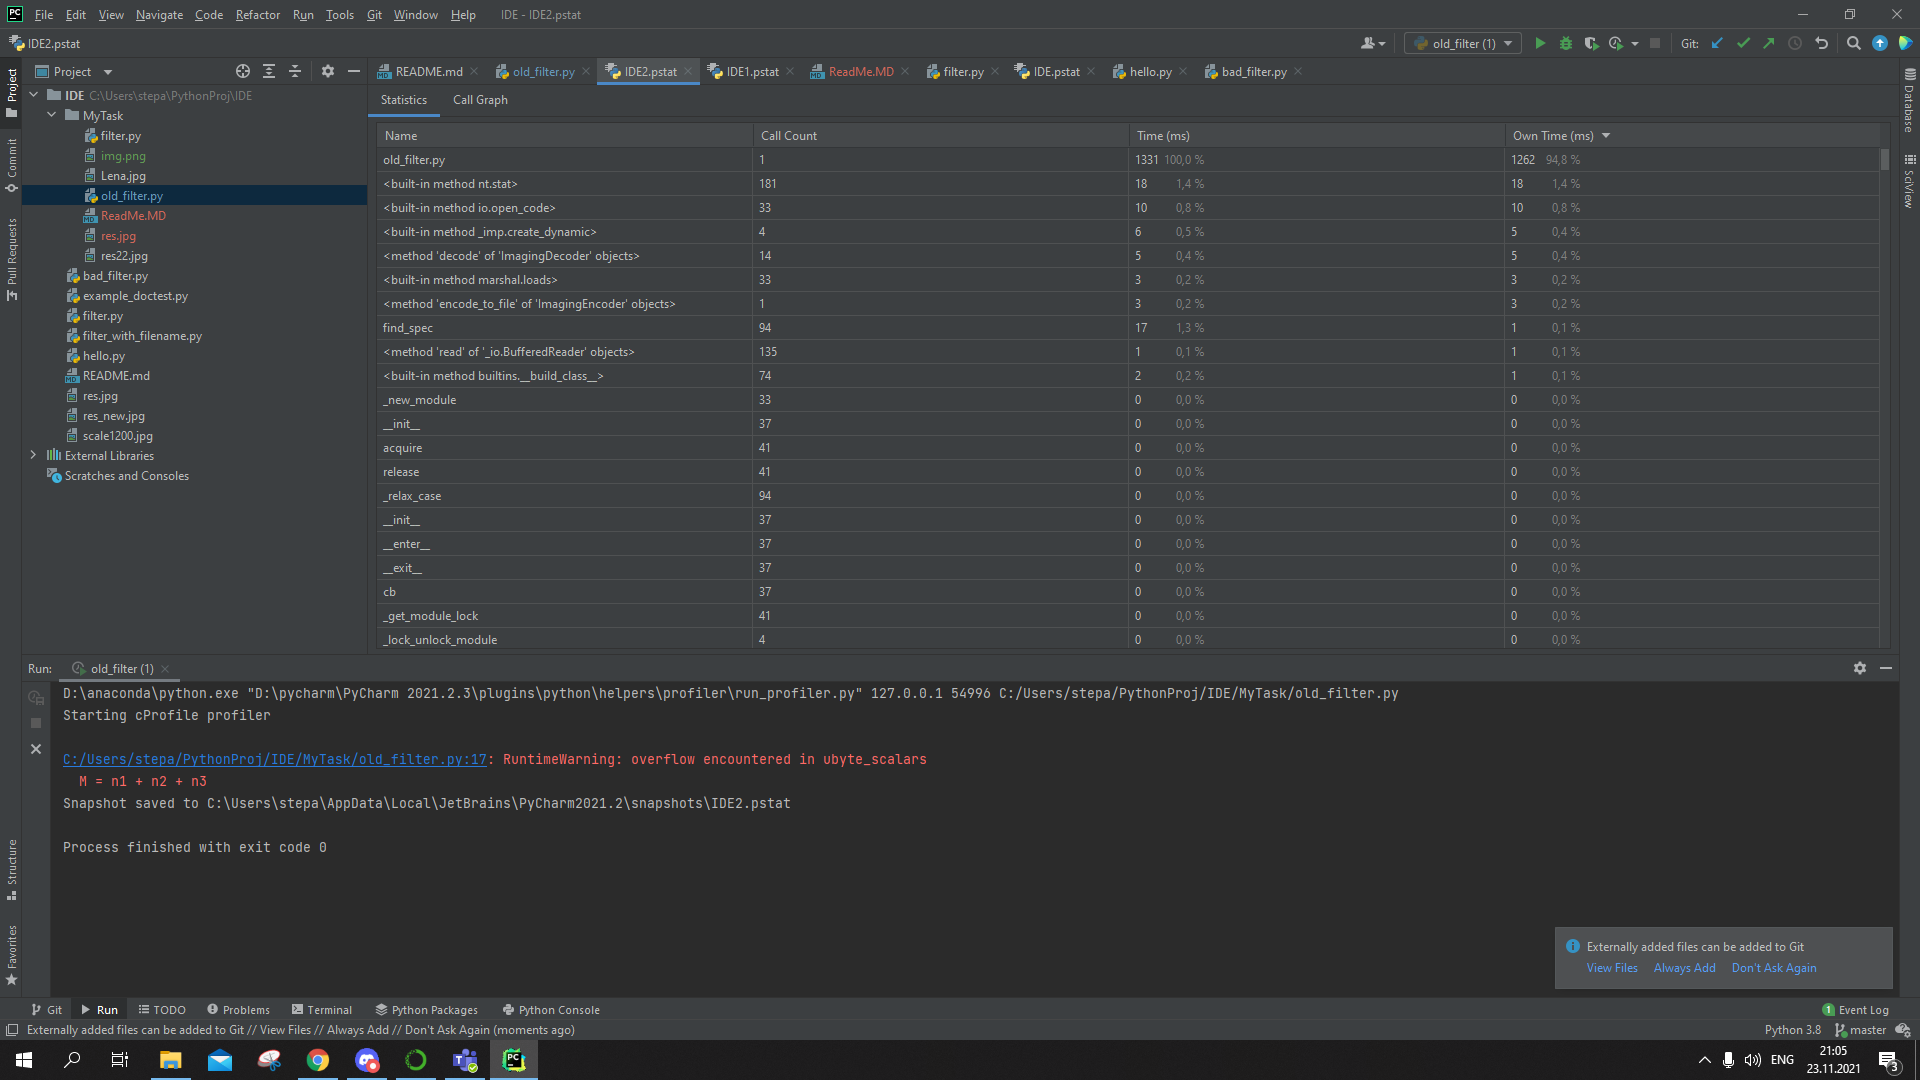 PC File Edit View Navigate Code Refactor Run Tools Git Window Help IDE - IDE2.pstat
IDE2.pstat old_filter (1) Git:
Project README.md old_filter.py IDE2.pstat IDE1.pstat ReadMe.MD filter.py IDE.pstat hello.py bad_filter.py
Statistics Call Graph
IDE C:\Users\stepa\PythonProj\IDE
MyTask
filter.py
img.png
Lena.jpg
old_filter.py
ReadMe.MD
res.jpg
res22.jpg
bad_filter.py
example_doctest.py
filter.py
filter_with_filename.py
hello.py
README.md
res.jpg
res_new.jpg
scale1200.jpg
External Libraries
Scratches and Consoles
Project
Commit
Pull Requests
Structure
Favorites
Database
SciView
Name Call Count Time (ms) Own Time (ms)
old_filter.py 1 1331 100,0 % 1262 94,8 %
<built-in method nt.stat> 181 18 1,4 % 18 1,4 %
<built-in method io.open_code> 33 10 0,8 % 10 0,8 %
<built-in method _imp.create_dynamic> 4 6 0,5 % 5 0,4 %
<method 'decode' of 'ImagingDecoder' objects> 14 5 0,4 % 5 0,4 %
<built-in method marshal.loads> 33 3 0,2 % 3 0,2 %
<method 'encode_to_file' of 'ImagingEncoder' objects> 1 3 0,2 % 3 0,2 %
find_spec 94 17 1,3 % 1 0,1 %
<method 'read' of '_io.BufferedReader' objects> 135 1 0,1 % 1 0,1 %
<built-in method builtins.__build_class__> 74 2 0,2 % 1 0,1 %
_new_module 33 0 0,0 % 0 0,0 %
__init__ 37 0 0,0 % 0 0,0 %
acquire 41 0 0,0 % 0 0,0 %
release 41 0 0,0 % 0 0,0 %
_relax_case 94 0 0,0 % 0 0,0 %
__init__ 37 0 0,0 % 0 0,0 %
__enter__ 37 0 0,0 % 0 0,0 %
__exit__ 37 0 0,0 % 0 0,0 %
cb 37 0 0,0 % 0 0,0 %
_get_module_lock 41 0 0,0 % 0 0,0 %
_lock_unlock_module 4 0 0,0 % 0 0,0 %
Run: old_filter (1)
D:\anaconda\python.exe "D:\pycharm\PyCharm 2021.2.3\plugins\python\helpers\profiler\run_profiler.py" 127.0.0.1 54996 C:/Users/stepa/PythonProj/IDE/MyTask/old_filter.py
Starting cProfile profiler
C:/Users/stepa/PythonProj/IDE/MyTask/old_filter.py:17: RuntimeWarning: overflow encountered in ubyte_scalars
M = n1 + n2 + n3
Snapshot saved to C:\Users\stepa\AppData\Local\JetBrains\PyCharm2021.2\snapshots\IDE2.pstat
Process finished with exit code 0
Externally added files can be added to Git
View Files Always Add Don't Ask Again
Git Run TODO Problems Terminal Python Packages Python Console 1 Event Log
Externally added files can be added to Git // View Files // Always Add // Don't Ask Again (moments ago) Python 3.8 master
PC ENG 21:05
23.11.2021 3